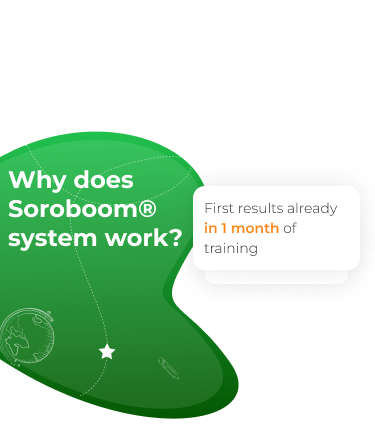 Why does
Soroboom®
system work?
First results already
in 1 month of
training